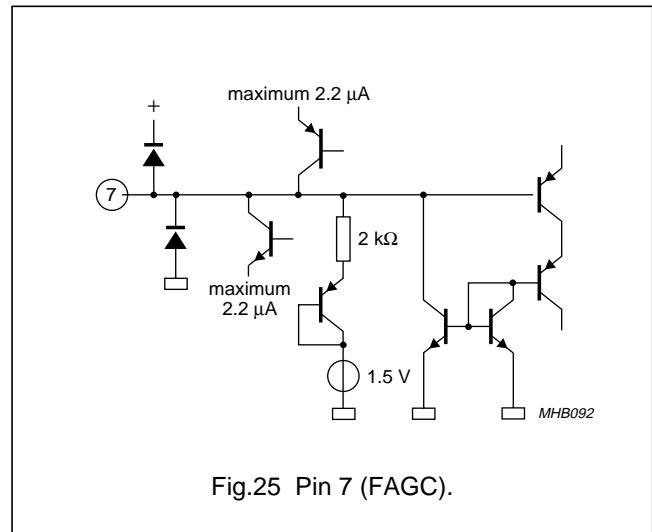 maximum 2.2 μA
+
7
2 kΩ
maximum
2.2 μA
1.5 V
MHB092
Fig.25 Pin 7 (FAGC).